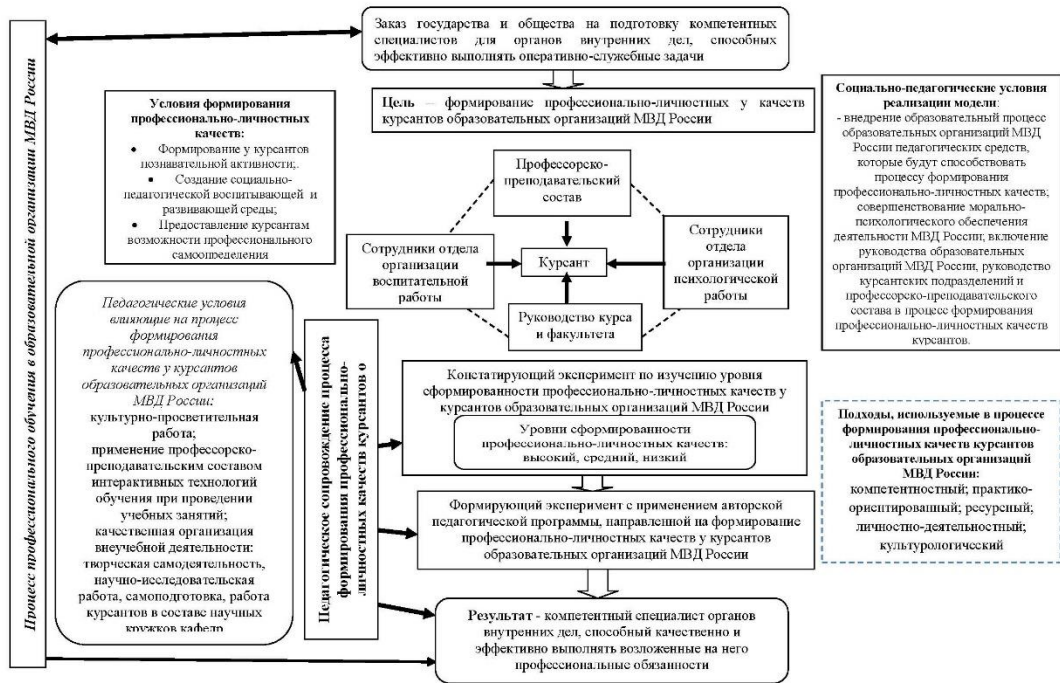 Процесс профессионального обучения в образовательной организации МВД России
Заказ государства и общества на подготовку компетентных
специалистов для органов внутренних дел, способных
эффективно выполнять оперативно-служебные задачи
Цель – формирование профессионально-личностных у качеств
курсантов образовательных организаций МВД России
Условия формирования
профессионально-личностных
качеств:
• Формирование у курсантов
познавательной активности;.
• Создание социально-
педагогической воспитывающей и
развивающей среды;
• Предоставление курсантам
возможности профессионального
самоопределения
Профессорско-
преподавательский
состав
Сотрудники отдела
организации
воспитательной
работы
Курсант
Сотрудники отдела
организации
психологической
работы
Руководство курса
и факультета
Социально-педагогические условия
реализации модели:
- внедрение образовательный процесс
образовательных организаций МВД
России педагогических средств,
которые будут способствовать
процессу формирования
профессионально-личностных качеств;
совершенствование морально-
психологического обеспечения
деятельности МВД России; включение
руководства образовательных
организаций МВД России, руководство
курсантских подразделений и
профессорско-преподавательского
состава в процесс формирования
профессионально-личностных качеств
курсантов.
Педагогические условия
влияющие на процесс
формирования
профессионально-личностных
качеств у курсантов
образовательных организаций
МВД России:
культурно-просветительная
работа;
применение профессорско-
преподавательским составом
интерактивных технологий
обучения при проведении
учебных занятий;
качественная организация
внеучебной деятельности:
творческая самодеятельность,
научно-исследовательская
работа, самоподготовка, работа
курсантов в составе научных
кружков кафедр
Педагогическое сопровождение процесса
формирования профессионально-
личностных качеств курсантов о
Констатирующий эксперимент по изучению уровня
сформированности профессионально-личностных качеств у
курсантов образовательных организаций МВД России
Уровни сформированности
профессионально-личностных качеств:
высокий, средний, низкий
Формирующий эксперимент с применением авторской
педагогической программы, направленной на формирование
профессионально-личностных качеств у курсантов
образовательных организаций МВД России
Результат - компетентный специалист органов
внутренних дел, способный качественно и
эффективно выполнять возложенные на него
профессиональные обязанности
Подходы, используемые в процессе
формирования профессионально-
личностных качеств курсантов
образовательных организаций
МВД России:
компетентностный; практико-
ориентированный; ресурсный;
личностно-деятельностный;
культурологический